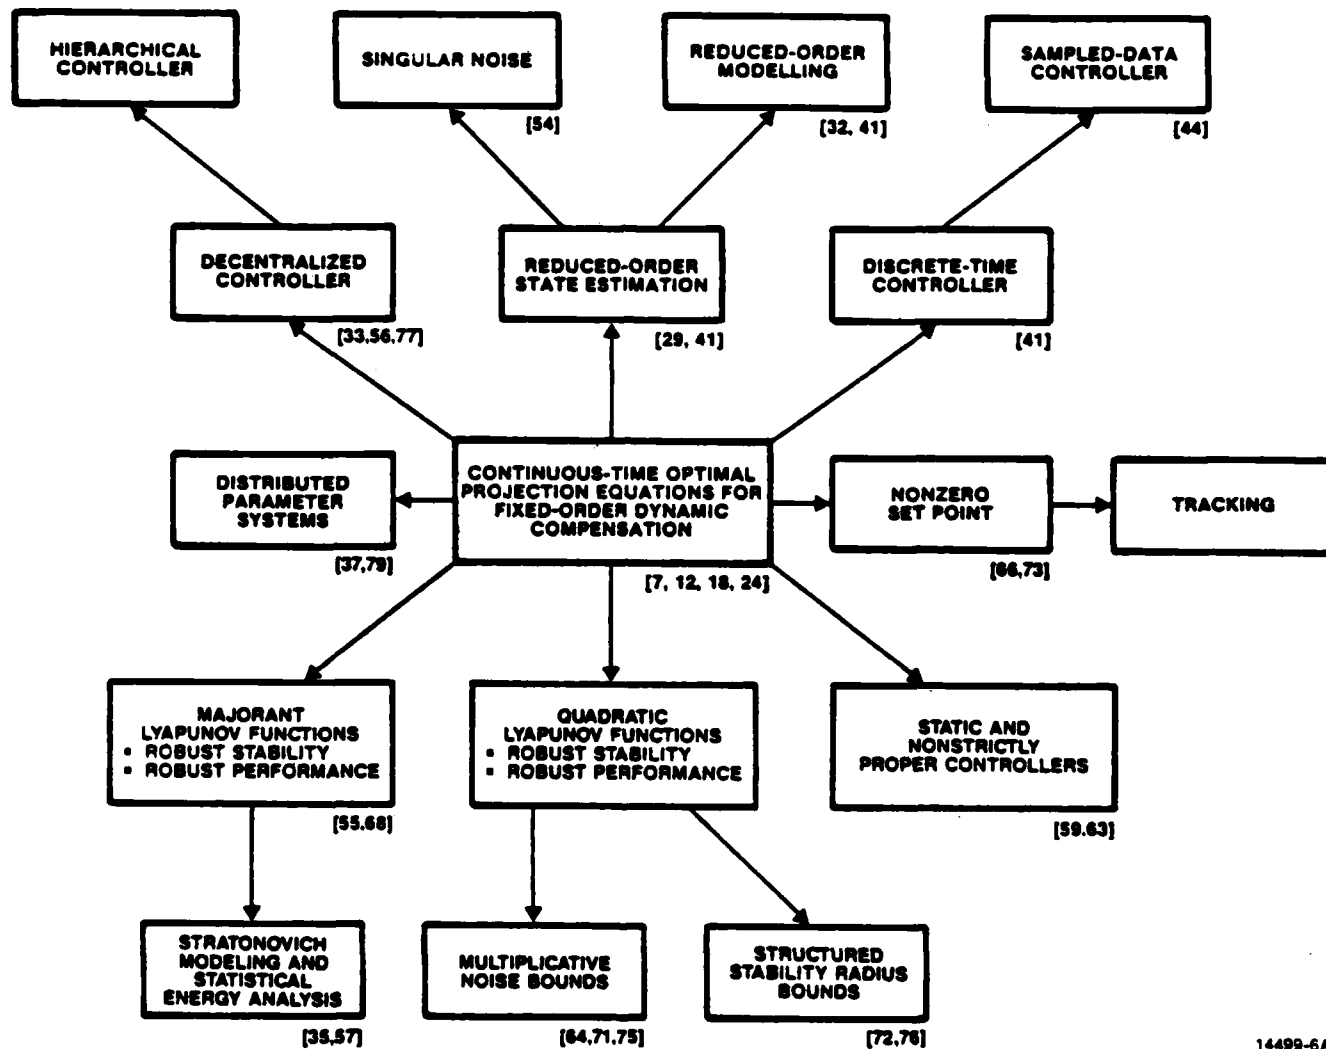 HIERARCHICAL
CONTROLLER
SINGULAR NOISE
[54]
REDUCED-ORDER
MODELLING
[32, 41]
SAMPLED-DATA
CONTROLLER
[44]
DECENTRALIZED
CONTROLLER
[33,56,77]
REDUCED-ORDER
STATE ESTIMATION
[29, 41]
DISCRETE-TIME
CONTROLLER
[41]
DISTRIBUTED
PARAMETER
SYSTEMS
[37,79]
CONTINUOUS-TIME OPTIMAL
PROJECTION EQUATIONS FOR
FIXED-ORDER DYNAMIC
COMPENSATION
[7, 12, 18, 24]
NONZERO
SET POINT
[66,73]
TRACKING
MAJORANT
LYAPUNOV FUNCTIONS
▪ ROBUST STABILITY
▪ ROBUST PERFORMANCE
[55.68]
QUADRATIC
LYAPUNOV FUNCTIONS
▪ ROBUST STABILITY
▪ ROBUST PERFORMANCE
STATIC AND
NONSTRICTLY
PROPER CONTROLLERS
[59.63]
STRATONOVICH
MODELING AND
STATISTICAL
ENERGY ANALYSIS
[35,57]
MULTIPLICATIVE
NOISE BOUNDS
[64,71.75]
STRUCTURED
STABILITY RADIUS
BOUNDS
[72,76]